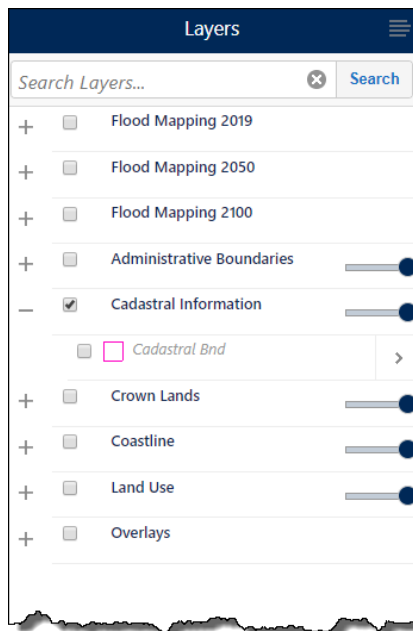 Layers
Search Layers...
Search
Flood Mapping 2019
Flood Mapping 2050
Flood Mapping 2100
Administrative Boundaries
Cadastral Information
Cadastral Bnd
Crown Lands
Coastline
Land Use
Overlays